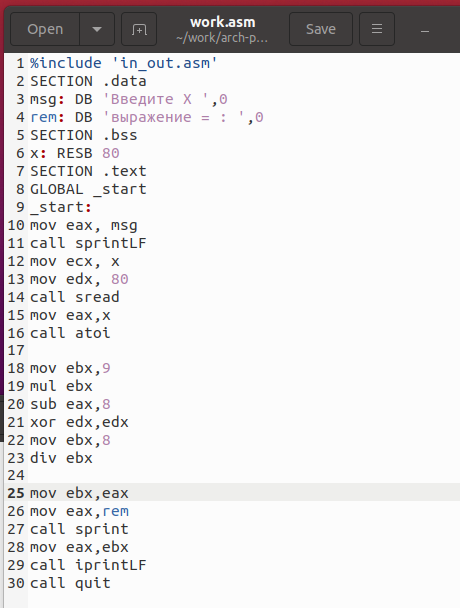 Open
work.asm
~/work/arch-p...
Save
1 %include 'in_out.asm'
2 SECTION .data
3 msg: DB 'Введите X ',0
4 rem: DB 'выражение = : ',0
5 SECTION .bss
6 x: RESB 80
7 SECTION .text
8 GLOBAL _start
9 _start:
10 mov eax, msg
11 call sprintLF
12 mov ecx, x
13 mov edx, 80
14 call sread
15 mov eax,x
16 call atoi
17
18 mov ebx,9
19 mul ebx
20 sub eax,8
21 xor edx,edx
22 mov ebx,8
23 div ebx
24
25 mov ebx,eax
26 mov eax,rem
27 call sprint
28 mov eax,ebx
29 call iprintLF
30 call quit